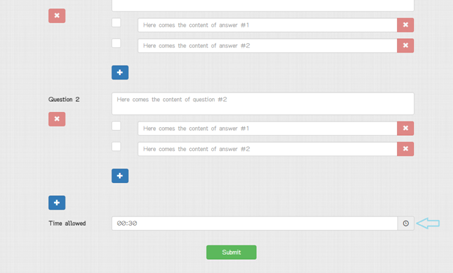 Here comes the content of answer #1
Here comes the content of answer #2
Question 2
Here comes the content of question #2
Here comes the content of answer #1
Here comes the content of answer #2
Time allowed
00:30
Submit